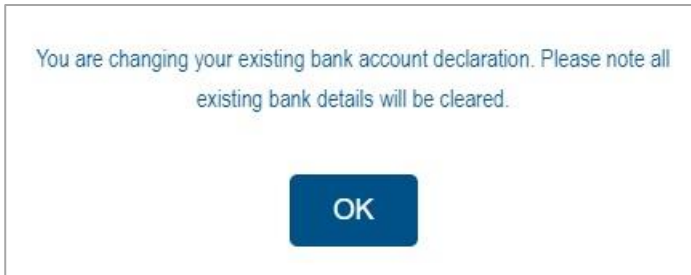 You are changing your existing bank account declaration. Please note all
existing bank details will be cleared.
OK